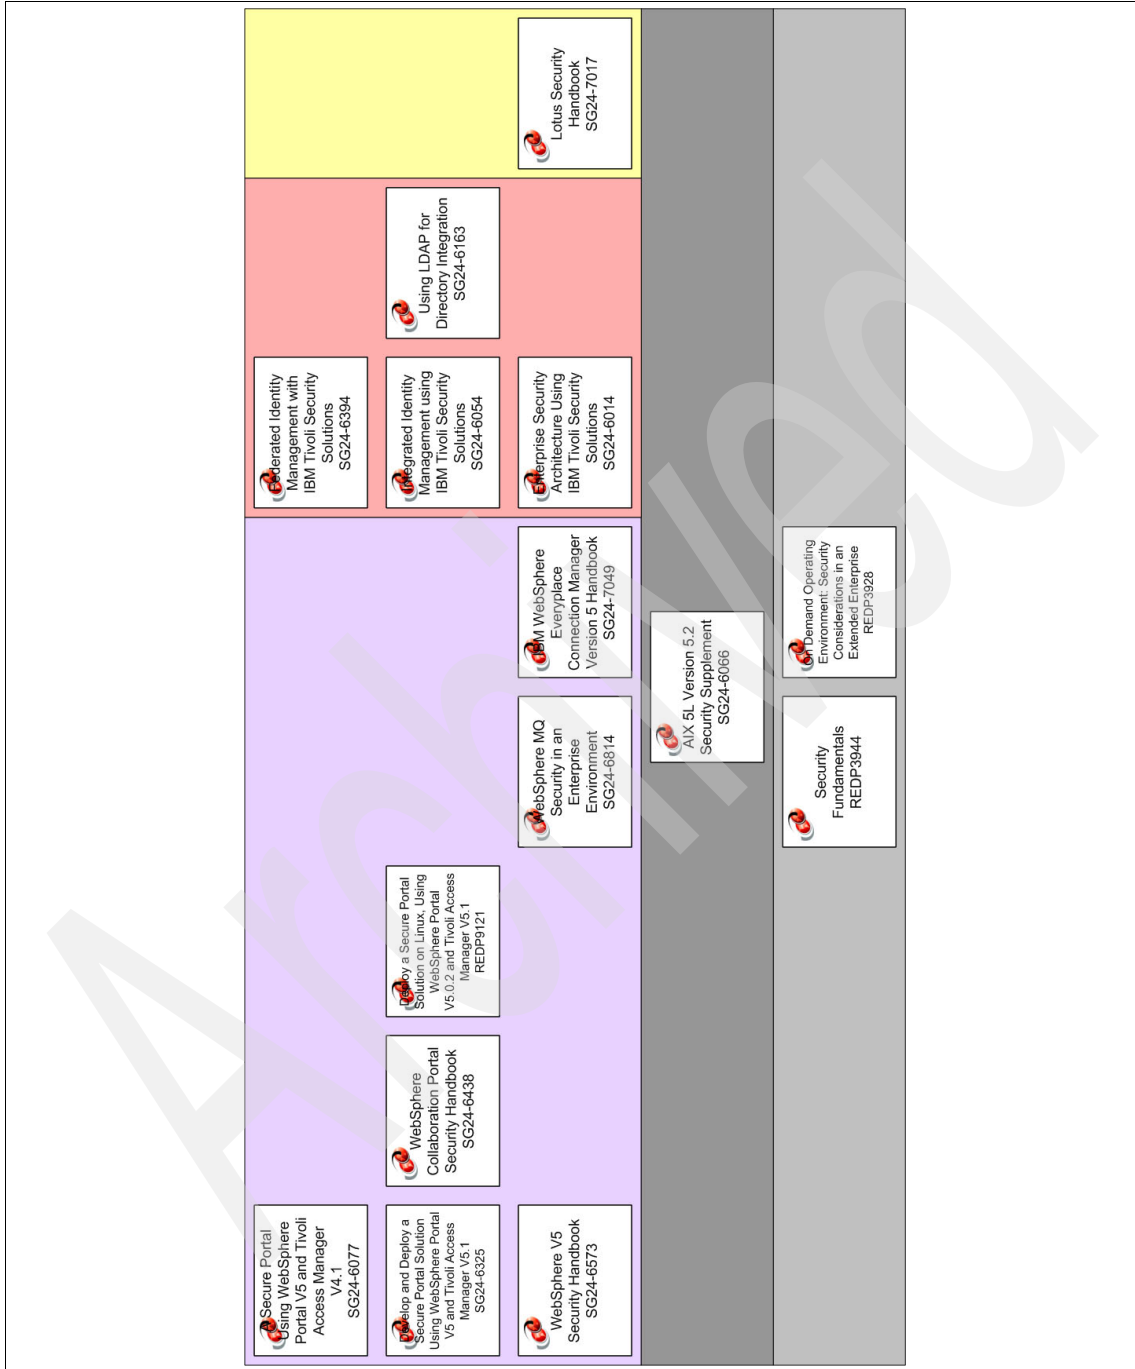 A Secure Portal
Using WebSphere
Portal V5 and Tivoli
Access Manager
V4.1
SG24-6077
Federated Identity
Management with
IBM Tivoli Security
Solutions
SG24-6394
Develop and Deploy a
Secure Portal Solution
Using WebSphere Portal
V5 and Tivoli Access
Manager V5.1
SG24-6325
WebSphere
Collaboration Portal
Security Handbook
SG24-6438
Deploy a Secure Portal
Solution on Linux, Using
WebSphere Portal
V5.0.2 and Tivoli Access
Manager V5.1
REDP9121
Integrated Identity
Management using
IBM Tivoli Security
Solutions
SG24-6054
Using LDAP for
Directory Integration
SG24-6163
WebSphere V5
Security Handbook
SG24-6573
WebSphere MQ
Security in an
Enterprise
Environment
SG24-6814
IBM WebSphere
Everyplace
Connection Manager
Version 5 Handbook
SG24-7049
Enterprise Security
Architecture Using
IBM Tivoli Security
Solutions
SG24-6014
Lotus Security
Handbook
SG24-7017
AIX 5L Version 5.2
Security Supplement
SG24-6066
Security
Fundamentals
REDP3944
On Demand Operating
Environment: Security
Considerations in an
Extended Enterprise
REDP3928
Archived